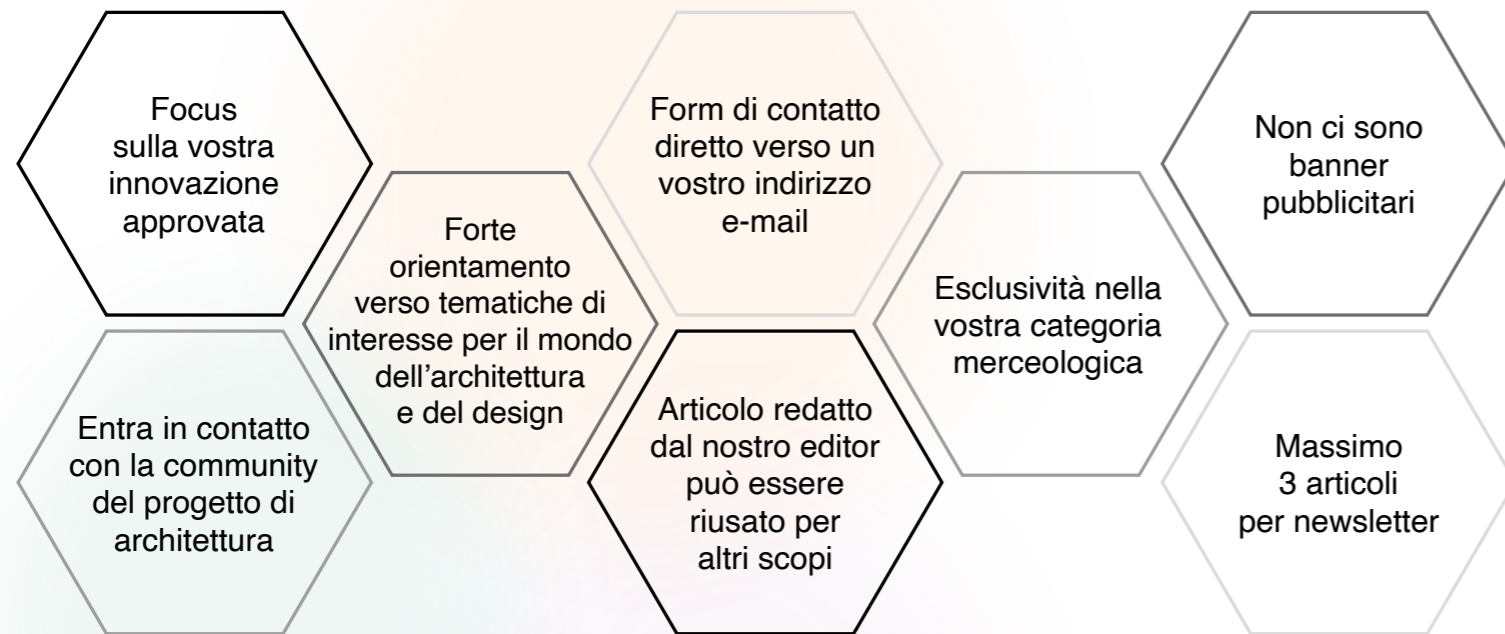 Focus
sulla vostra
innovazione
approvata
Entra in contatto
con la community
del progetto di
architettura
Forte
orientamento
verso tematiche di
interesse per il mondo
dell’architettura
e del design
Form di contatto
diretto verso un
vostro indirizzo
e-mail
Articolo redatto
dal nostro editor
può essere
riusato per
altri scopi
Esclusività nella
vostra categoria
merceologica
Non ci sono
banner
pubblicitari
Massimo
3 articoli
per newsletter